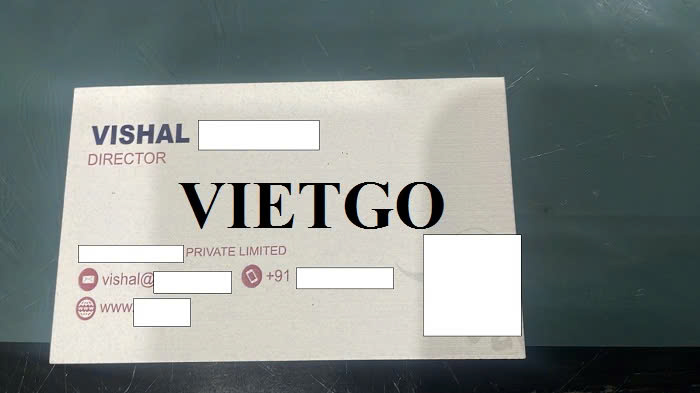 VISHAL
DIRECTOR
VIETGO
PRIVATE LIMITED
vishal@ +91
www.